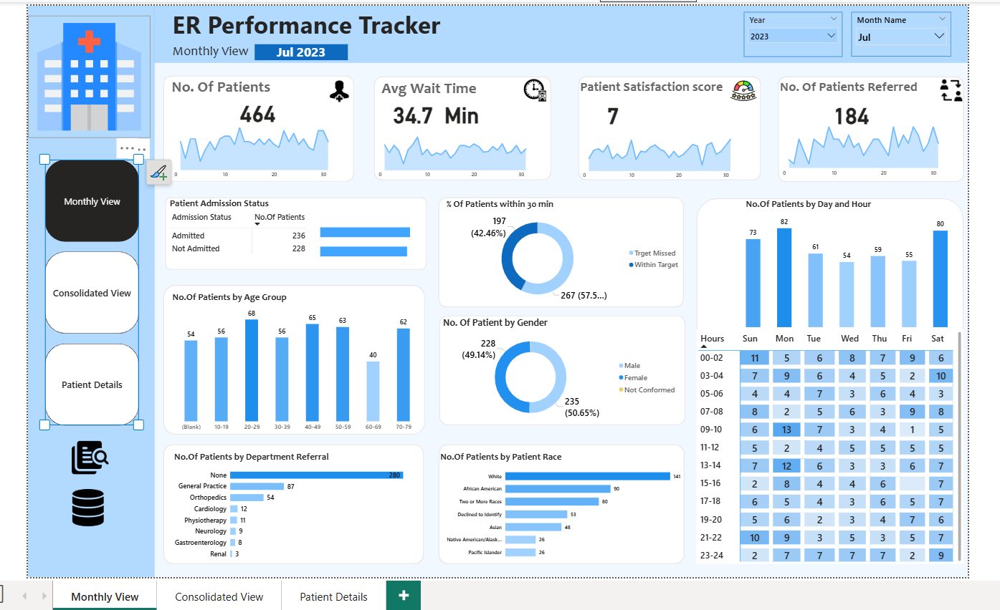 ER Performance Tracker
Monthly View Jul 2023
Year
2023
Month Name
Jul
No. Of Patients
464
0 10 20 30
Avg Wait Time
34.7 Min
0 10 20 30
Patient Satisfaction score
7
0 10 20 30
No. Of Patients Referred
184
0 10 20 30
Monthly View
Consolidated View
Patient Details
Patient Admission Status
Admission Status No.Of Patients
Admitted 236
Not Admitted 228
% Of Patients within 30 min
197
(42.46%)
267 (57.5...)
Trget Missed
Within Target
No.Of Patients by Age Group
54 56 68 56 65 63 40 62
(Blank) 10-19 20-29 30-39 40-49 50-59 60-69 70-79
No. Of Patient by Gender
228
(49.14%)
235
(50.65%)
Male
Female
Not Conformed
No.Of Patients by Department Referral
None 280
General Practice 87
Orthopedics 54
Cardiology 12
Physiotherapy 11
Neurology 9
Gastroenterology 8
Renal 3
No.Of Patients by Patient Race
White 141
African American 90
Two or More Races 80
Declined to Identify 53
Asian 48
Native American/Alask... 26
Pacific Islander 26
No.Of Patients by Day and Hour
73 82 61 54 59 55 80
Hours Sun Mon Tue Wed Thu Fri Sat
00-02 11 5 6 8 7 9 6
03-04 7 9 6 4 5 2 10
05-06 4 4 7 3 6 4 3
07-08 8 2 5 6 3 9 8
09-10 6 13 7 3 4 1 5
11-12 5 2 4 5 5 5 5
13-14 7 12 6 3 3 6 7
15-16 2 8 4 4 6 7
17-18 6 5 4 3 6 5 7
19-20 5 6 2 3 4 7 6
21-22 10 9 3 5 3 5 7
23-24 2 7 7 7 7 2 9
Monthly View Consolidated View Patient Details